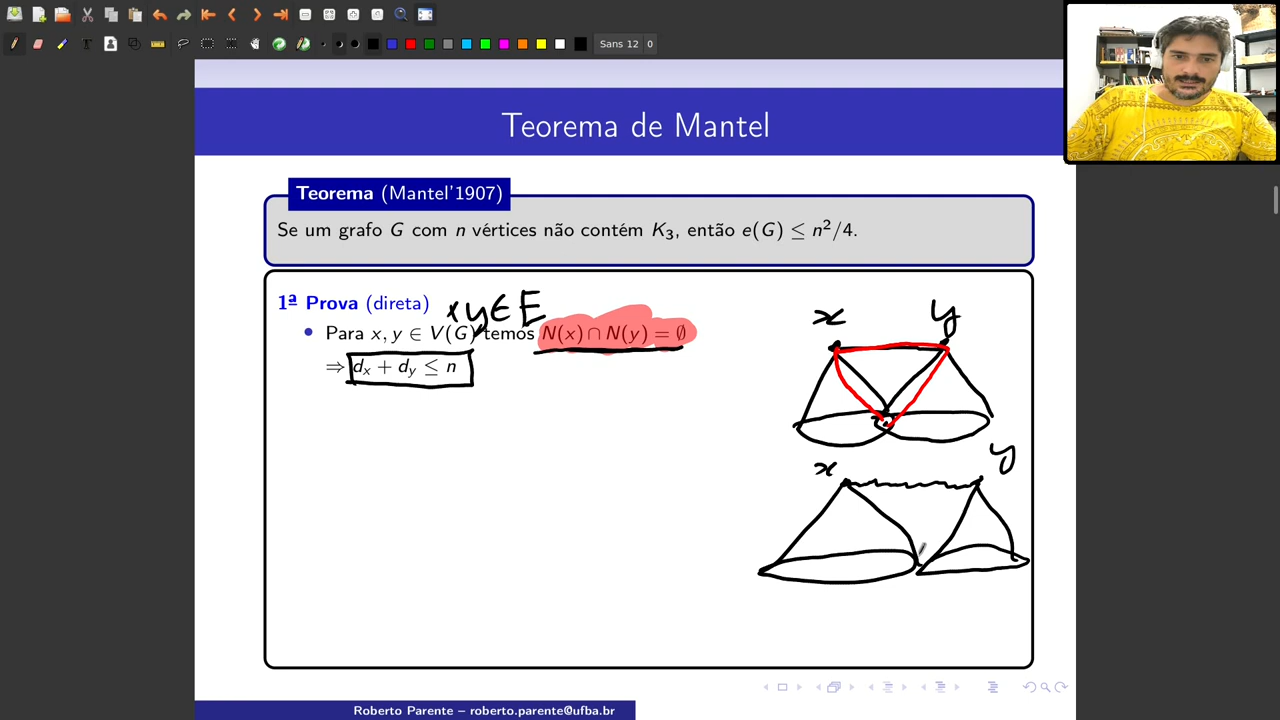 Sans 12 0
Teorema de Mantel
Teorema (Mantel'1907)
Se um grafo G com n vértices não contém K₃, então e(G) ≤ n²/4.
1ª Prova (direta)
xy ∈ E
• Para x, y ∈ V(G) temos N(x) ∩ N(y) = ∅
⇒ dₓ + d_y ≤ n
x y
x y
Roberto Parente – roberto.parente@ufba.br